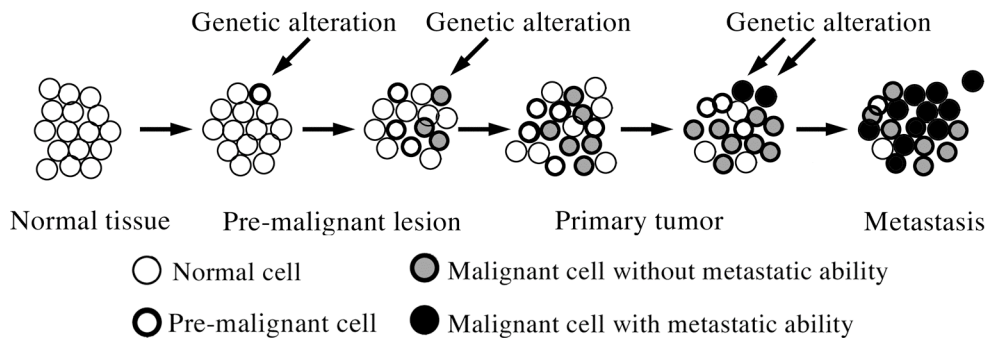 Genetic alteration
Genetic alteration
Genetic alteration
Normal tissue
Pre-malignant lesion
Primary tumor
Metastasis
Normal cell
Malignant cell without metastatic ability
Pre-malignant cell
Malignant cell with metastatic ability